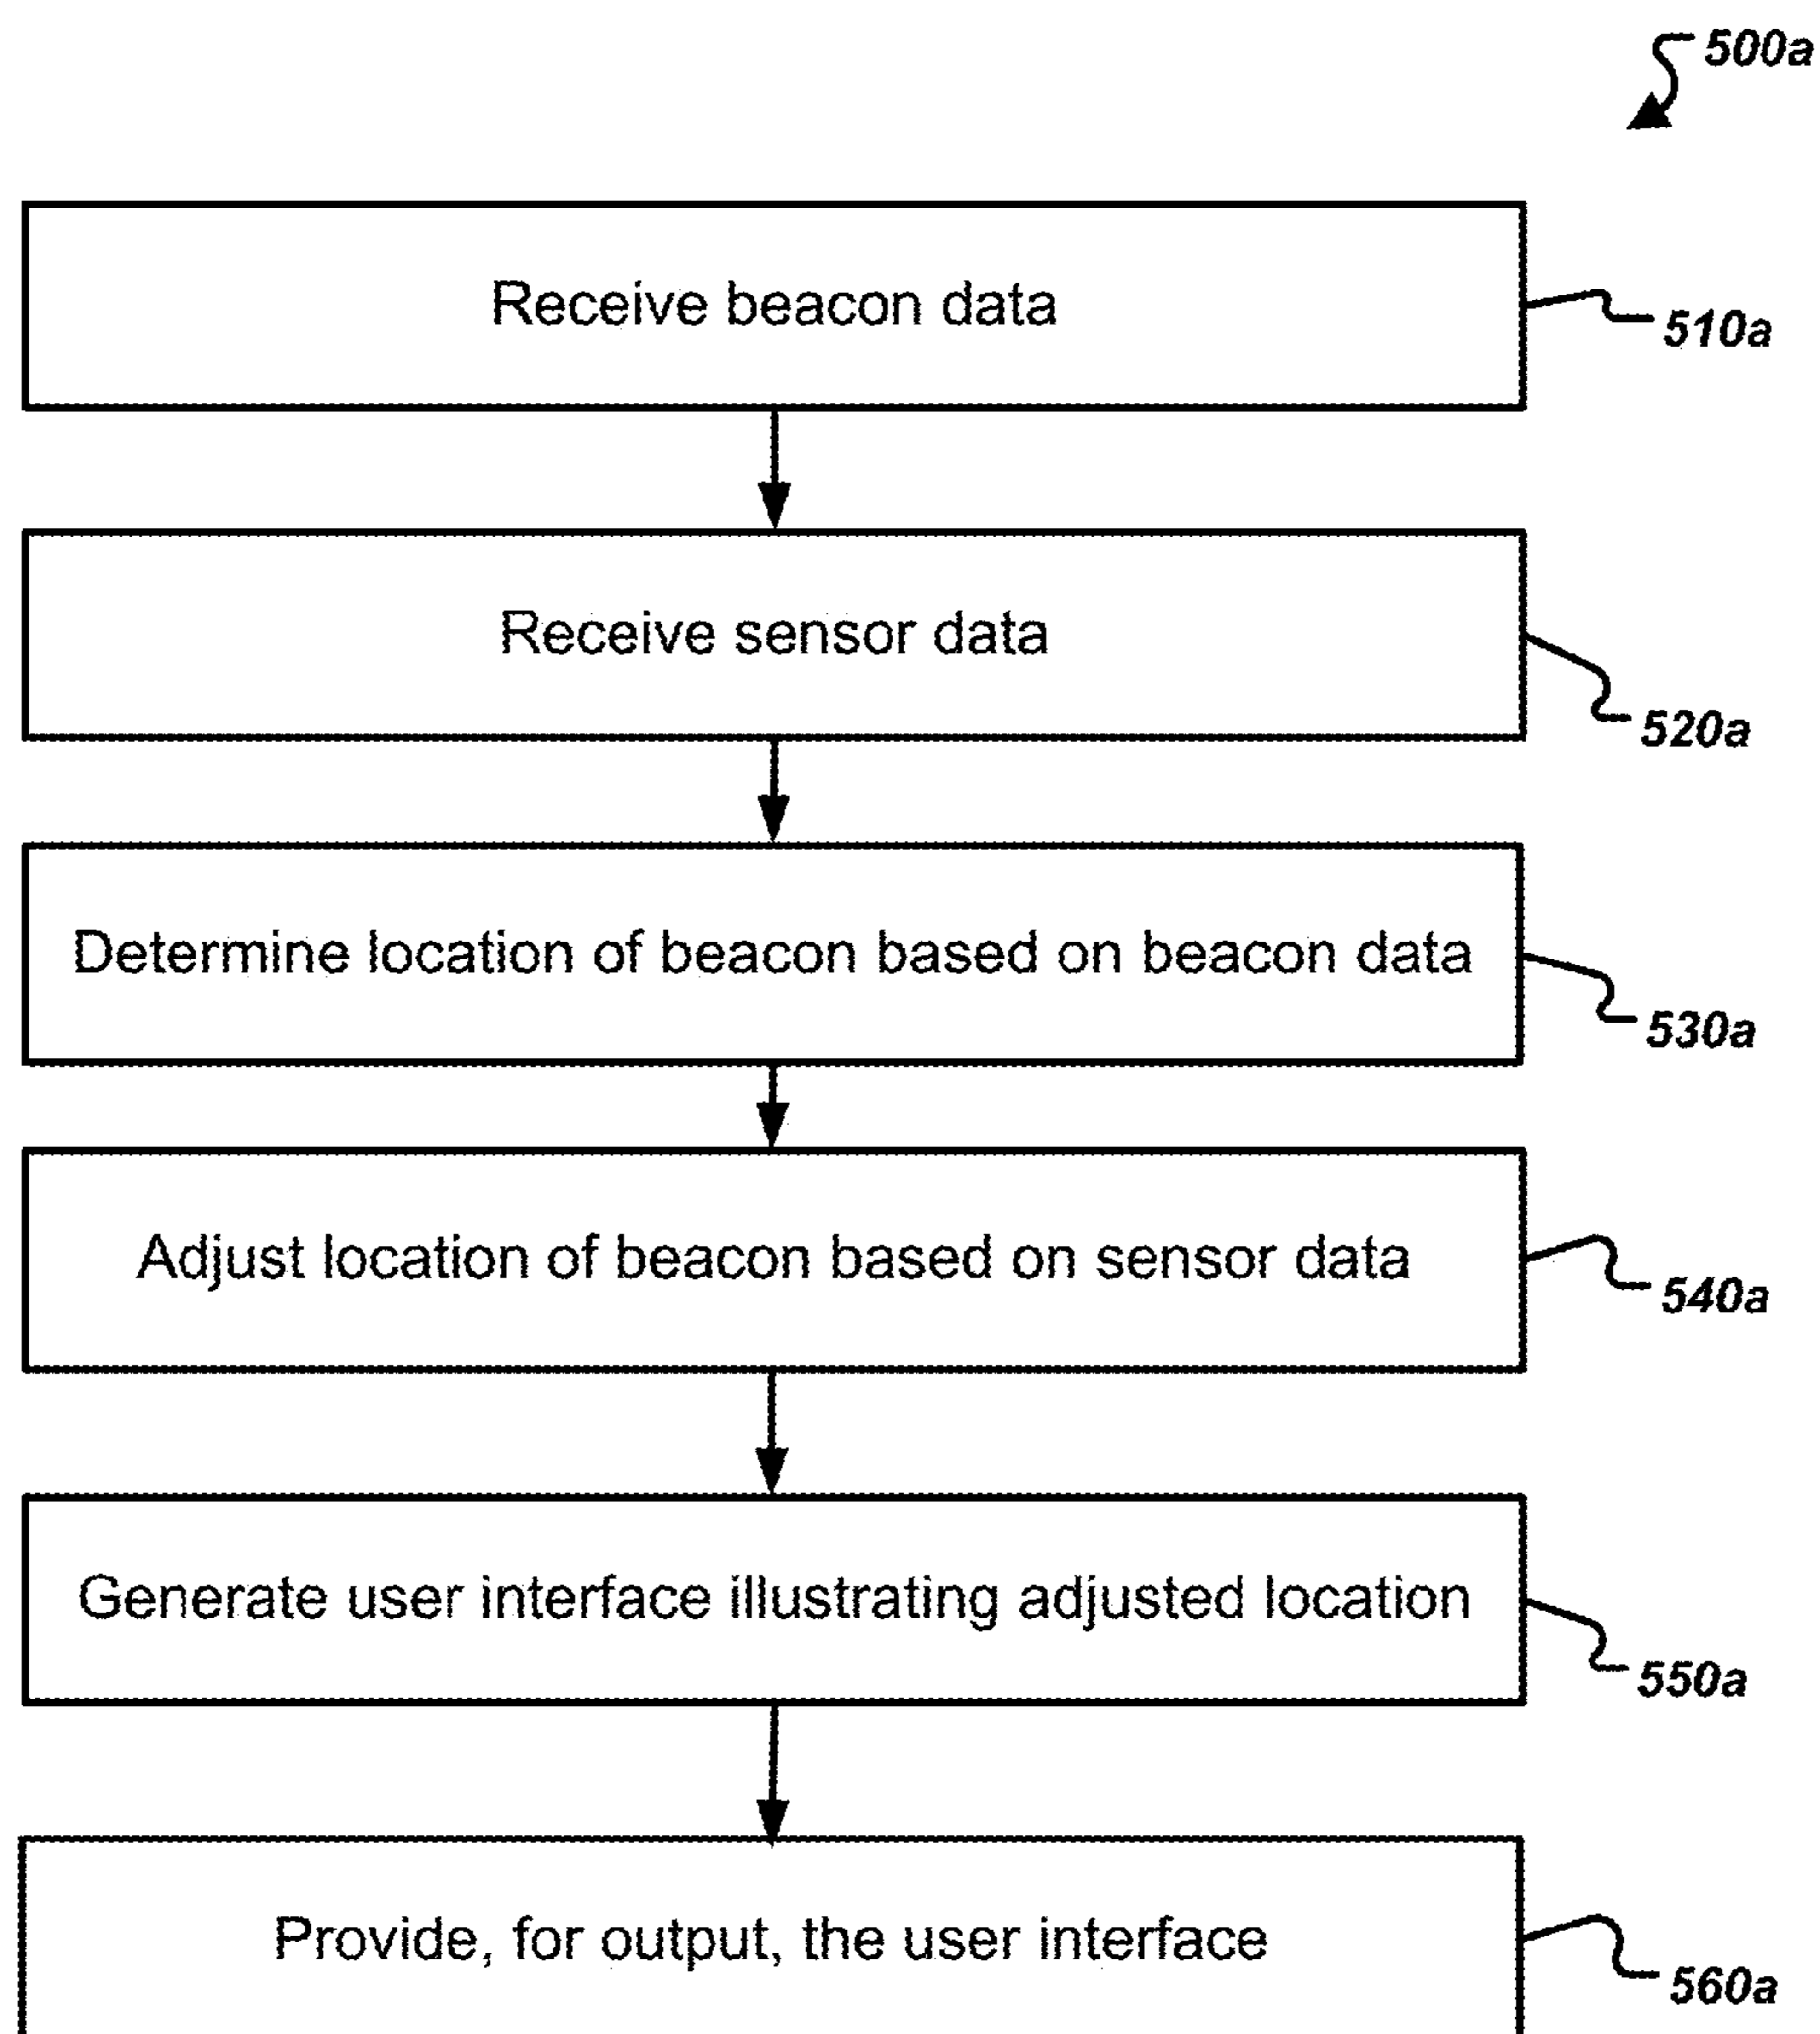 500a
Receive beacon data
510a
Receive sensor data
520a
Determine location of beacon based on beacon data
530a
Adjust location of beacon based on sensor data
540a
Generate user interface illustrating adjusted location
550a
Provide, for output, the user interface
560a